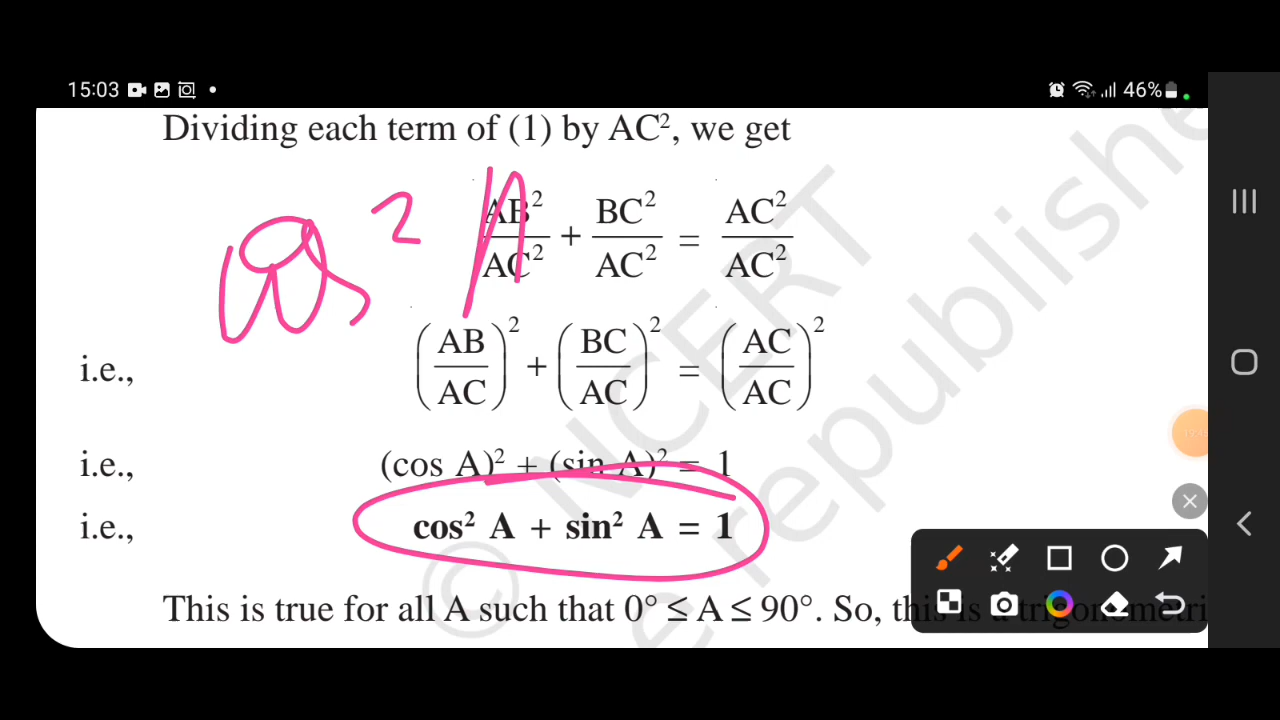 15:03 46%
Dividing each term of (1) by AC², we get
AB²/AC² + BC²/AC² = AC²/AC²
cos² A
i.e., (AB/AC)² + (BC/AC)² = (AC/AC)²
i.e., (cos A)² + (sin A)² = 1
i.e., cos² A + sin² A = 1
This is true for all A such that 0° ≤ A ≤ 90°. So, this is a trigonometri
© NCERT
e republishe